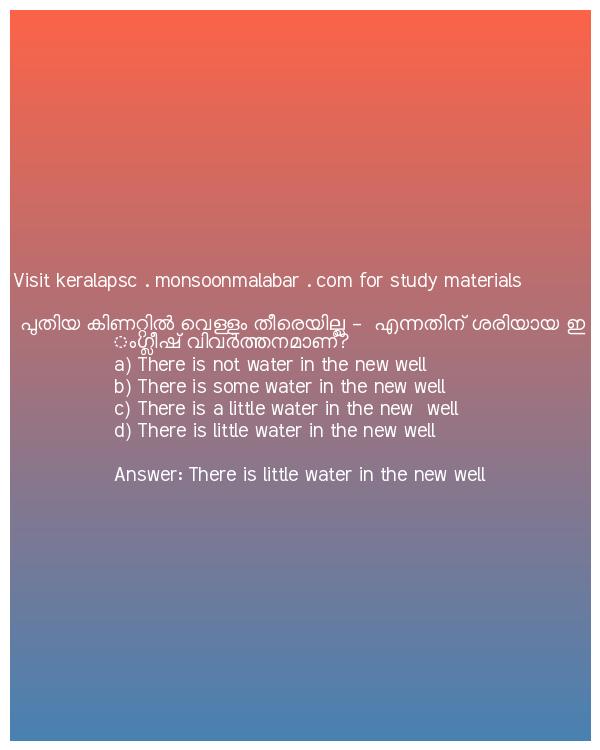 Visit keralapsc . monsoonmalabar . com for study materials
പുതിയ കിണറ്റിൽ വെള്ളം തീരെയില്ല - എന്നതിന് ശരിയായ ഇ
ംഗ്ലീഷ് വിവർത്തനമാണ്?
a) There is not water in the new well
b) There is some water in the new well
c) There is a little water in the new well
d) There is little water in the new well
Answer: There is little water in the new well